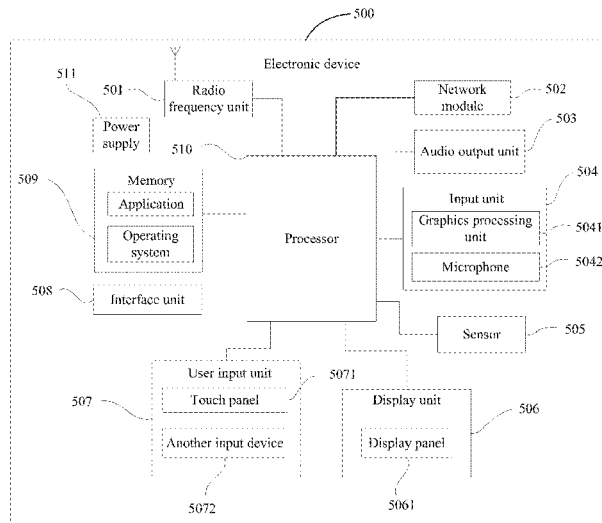 500
Electronic device
511
501
Radio
frequency unit
Network
module
502
Power
supply
510
503
Audio output unit
509
Memory
Application
Operating
system
Processor
Input unit
504
Graphics processing
unit
5041
Microphone
5042
508
Interface unit
Sensor
505
User input unit
5071
507
Touch panel
Another input device
5072
Display unit
506
Display panel
5061